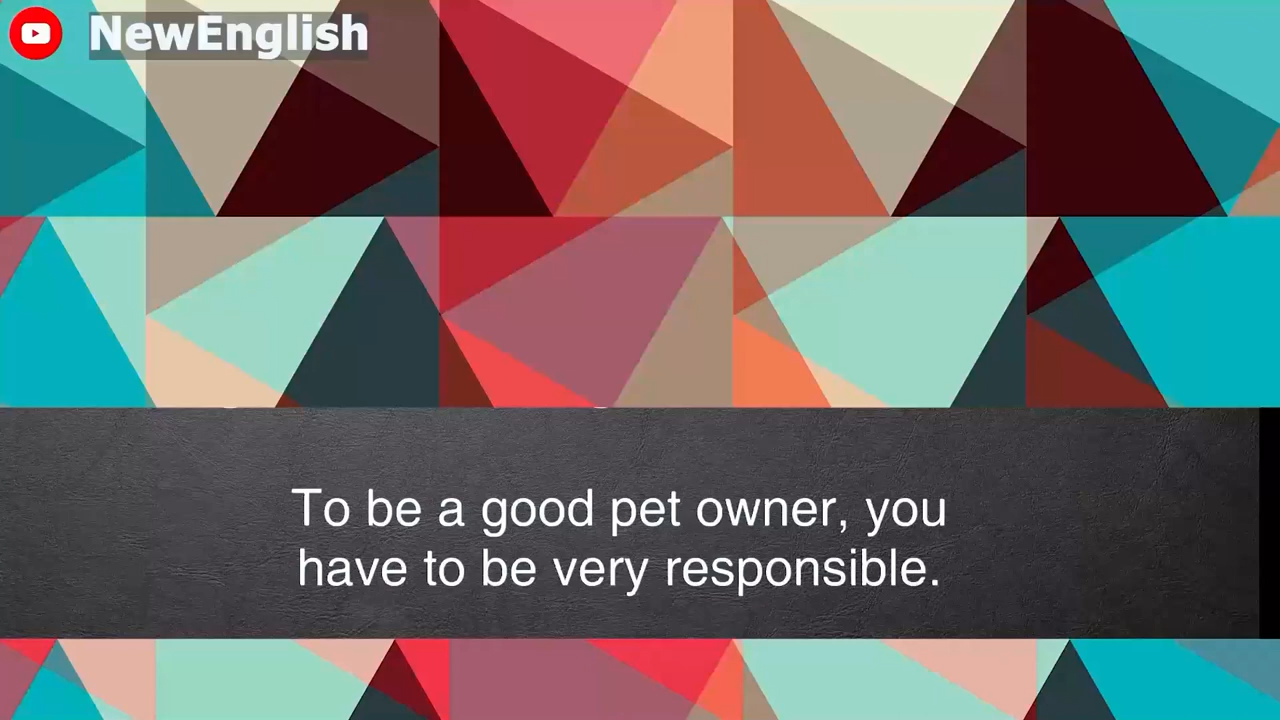 NewEnglish
To be a good pet owner, you
have to be very responsible.